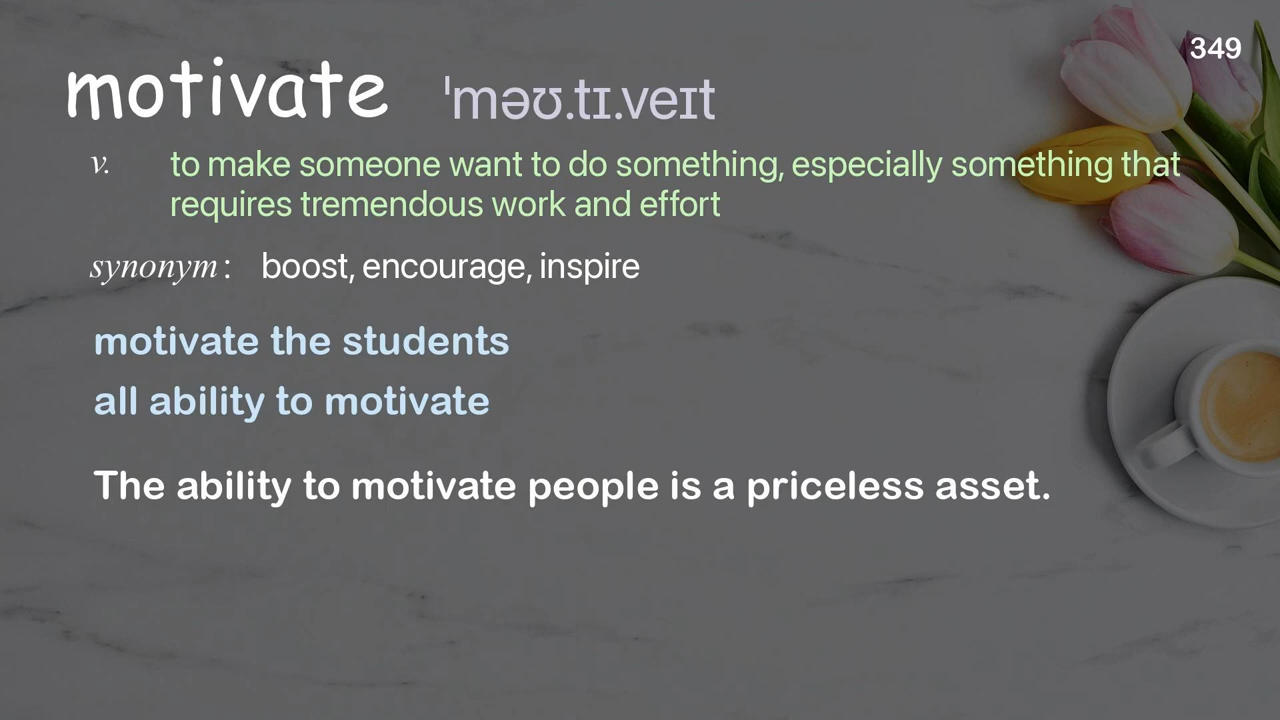 349
motivate ˈməʊ.tɪ.veɪt
v. to make someone want to do something, especially something that
requires tremendous work and effort
synonym: boost, encourage, inspire
motivate the students
all ability to motivate
The ability to motivate people is a priceless asset.